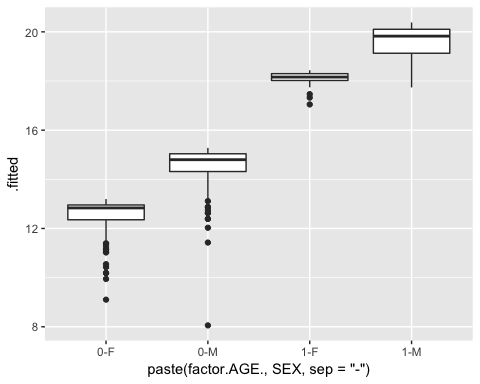 20
16
12
8
.fitted
0-F
0-M
1-F
1-M
paste(factor.AGE., SEX, sep = "-")